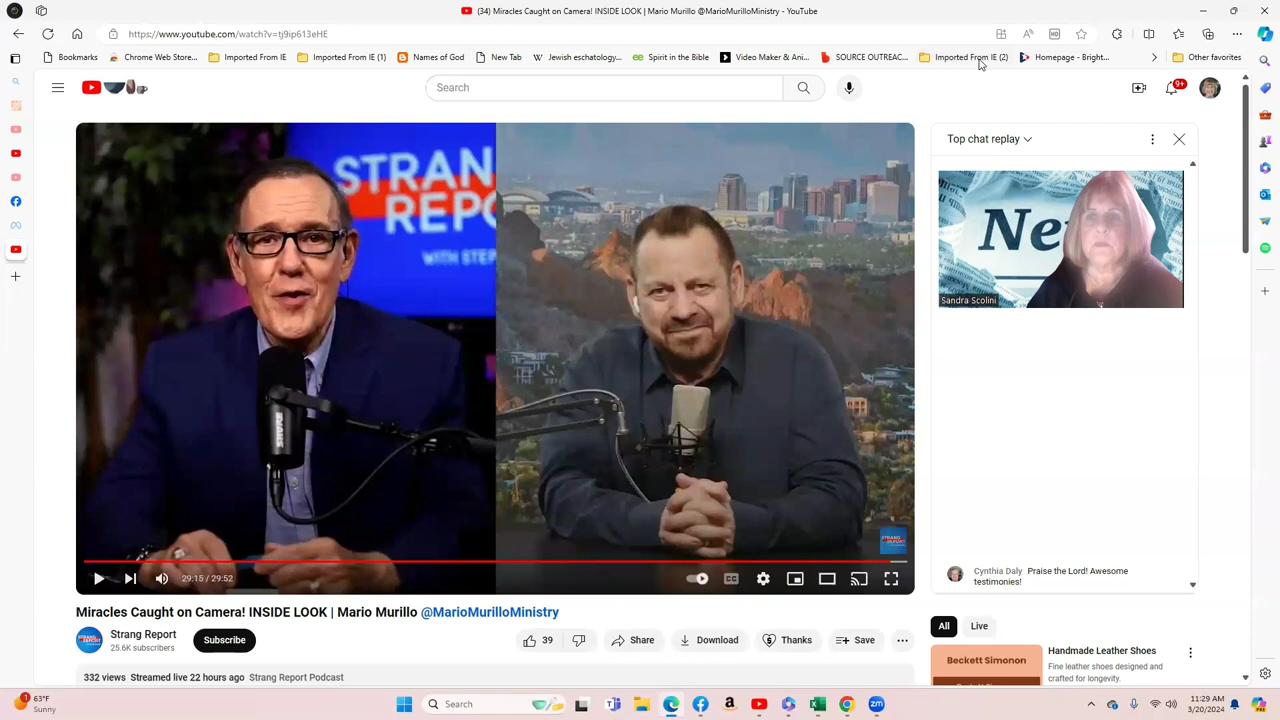 (34) Miracles Caught on Camera! INSIDE LOOK | Mario Murillo @MarioMurilloMinistry - YouTube
https://www.youtube.com/watch?v=tj9ip613eHE
Bookmarks
Chrome Web Store...
Imported From IE
Imported From IE (1)
Names of God
New Tab
Jewish eschatology...
Spirit in the Bible
Video Maker & Ani...
SOURCE OUTREAC...
Imported From IE (2)
Homepage - Bright...
Other favorites
Search
9+
STRANG
REPO
WITH STEP
Top chat replay
Ne
Sandra Scolini
SHURE
29:15 / 29:52
Cynthia Daly Praise the Lord! Awesome
testimonies!
Miracles Caught on Camera! INSIDE LOOK | Mario Murillo @MarioMurilloMinistry
Strang Report
25.6K subscribers
Subscribe
39
Share
Download
Thanks
Save
All
Live
332 views Streamed live 22 hours ago Strang Report Podcast
Beckett Simonon
Handmade Leather Shoes
Fine leather shoes designed and
crafted for longevity.
63°F
Sunny
Search
11:29 AM
3/20/2024